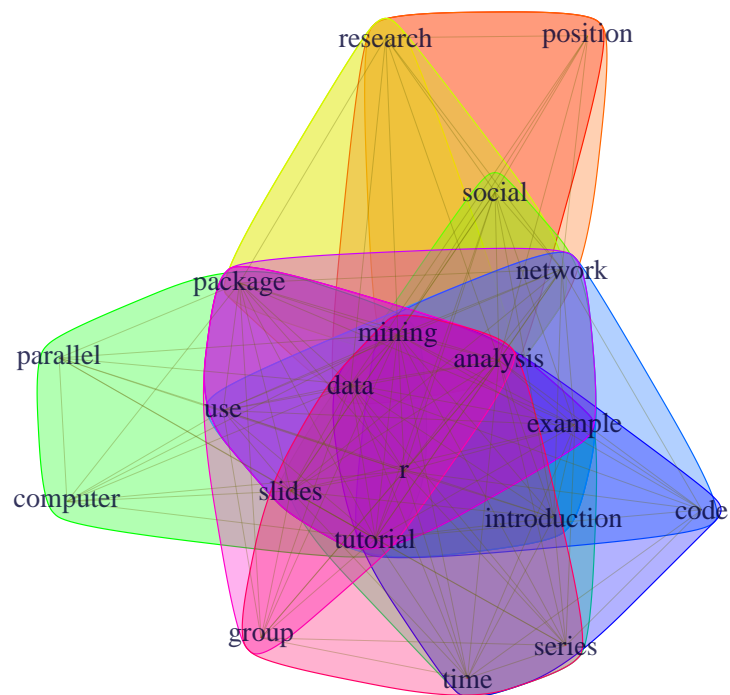 research
position
social
network
package
mining
parallel
analysis
data
use
example
r
slides
computer
introduction
code
tutorial
group
series
time